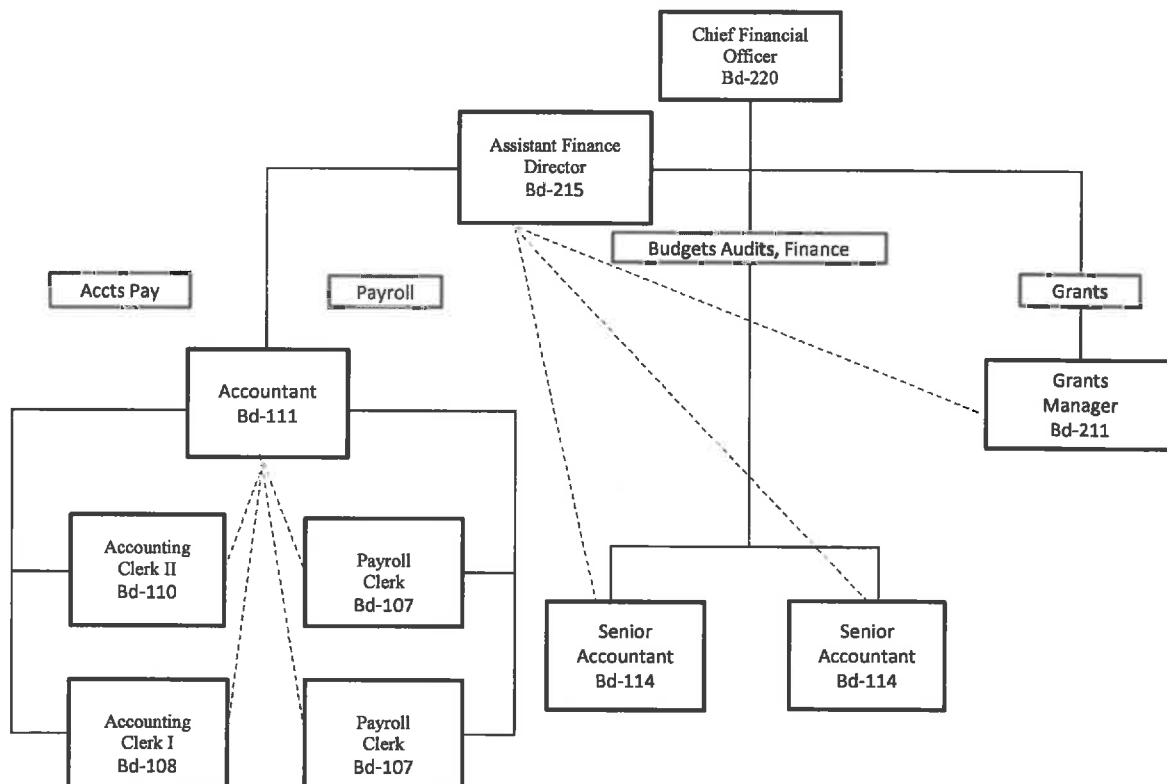 Chief Financial
Officer
Bd-220
Assistant Finance
Director
Bd-215
Budgets Audits, Finance
Accts Pay
Payroll
Grants
Accountant
Bd-111
Grants
Manager
Bd-211
Accounting
Clerk II
Bd-110
Payroll
Clerk
Bd-107
Senior
Accountant
Bd-114
Senior
Accountant
Bd-114
Accounting
Clerk I
Bd-108
Payroll
Clerk
Bd-107